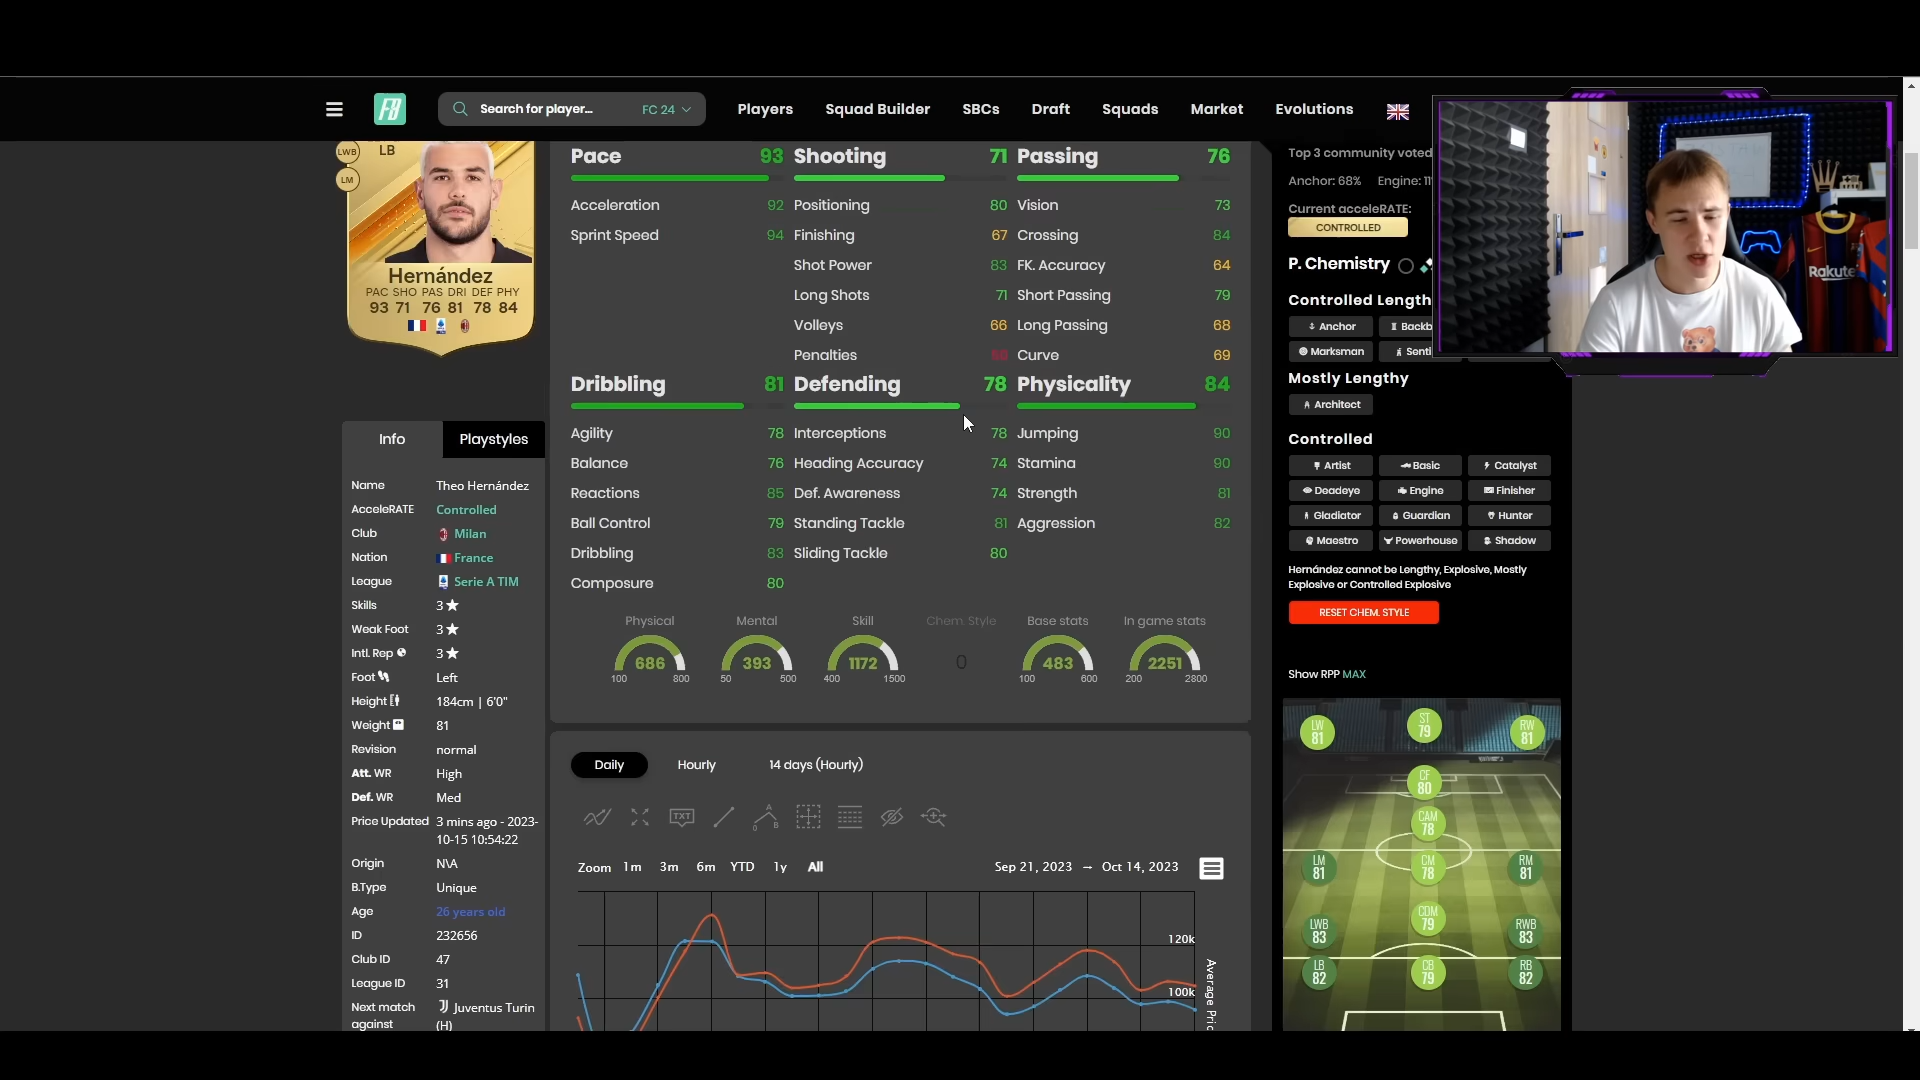 FB
Search for player...
FC 24
Players
Squad Builder
SBCs
Draft
Squads
Market
Evolutions
LWB
LB
LM
Hernández
PAC SHO PAS DRI DEF PHY
93 71 76 81 78 84
Pace 93
Acceleration 92
Sprint Speed 94
Shooting 71
Positioning 80
Finishing 67
Shot Power 83
Long Shots 71
Volleys 66
Penalties
Passing 76
Vision 73
Crossing 84
FK. Accuracy 64
Short Passing 79
Long Passing 68
Curve 69
Dribbling 81
Agility 78
Balance 76
Reactions 85
Ball Control 79
Dribbling 83
Composure 80
Defending 78
Interceptions 78
Heading Accuracy 74
Def. Awareness 74
Standing Tackle 81
Sliding Tackle 80
Physicality 84
Jumping 90
Stamina 90
Strength 81
Aggression 82
Physical
686
100 800
Mental
393
50 500
Skill
1172
400 1500
Chem. Style
0
Base stats
483
100 600
In game stats
2251
200 2800
Info
Playstyles
Name Theo Hernández
AcceleRATE Controlled
Club Milan
Nation France
League Serie A TIM
Skills 3
Weak Foot 3
Intl. Rep 3
Foot Left
Height 184cm | 6'0"
Weight 81
Revision normal
Att. WR High
Def. WR Med
Price Updated 3 mins ago - 2023-
10-15 10:54:22
Origin N\A
B.Type Unique
Age 26 years old
ID 232656
Club ID 47
League ID 31
Next match Juventus Turin
against (H)
Daily
Hourly
14 days (Hourly)
TXT
A
0 B
Zoom 1m 3m 6m YTD 1y All
Sep 21, 2023 → Oct 14, 2023
120k
100k
Average Pric
Top 3 community voted
Anchor: 68% Engine: 11
Current acceleRATE:
CONTROLLED
P. Chemistry
Controlled Length
Anchor
Backb
Marksman
Senti
Mostly Lengthy
Architect
Controlled
Artist Basic Catalyst
Deadeye Engine Finisher
Gladiator Guardian Hunter
Maestro Powerhouse Shadow
Hernández cannot be Lengthy, Explosive, Mostly
Explosive or Controlled Explosive
RESET CHEM. STYLE
Show RPP MAX
LW 81
ST 79
RW 81
CF 80
CAM 78
LM 81
CM 78
RM 81
CDM 79
LWB 83
RWB 83
LB 82
CB 79
RB 82
Rakute